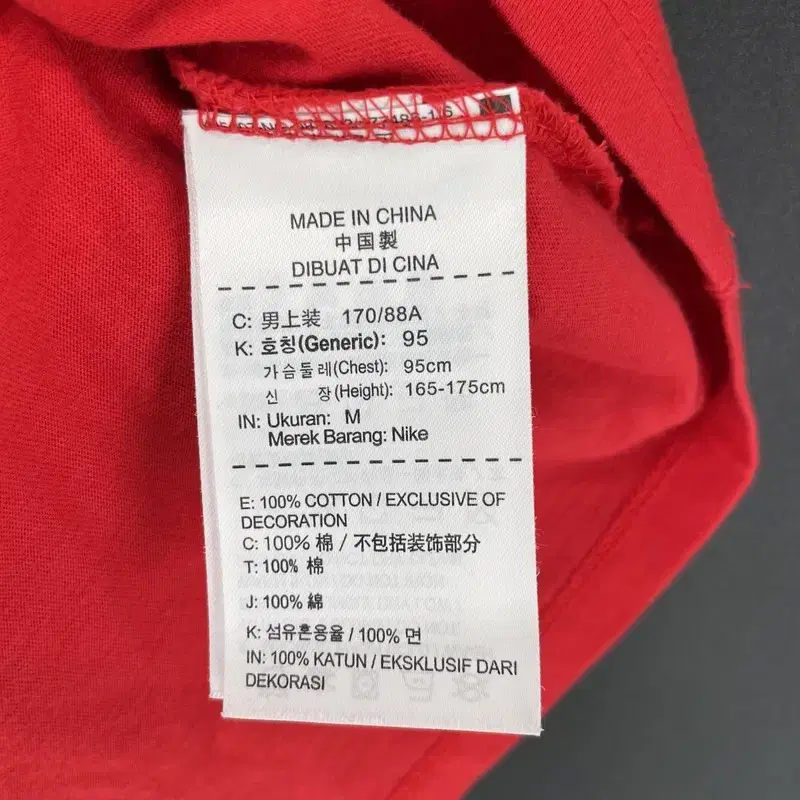 MADE IN CHINA
中国製
DIBUAT DI CINA
C: 男上装 170/88A
K: 호칭(Generic): 95
가슴둘레(Chest): 95cm
신 장(Height): 165-175cm
IN: Ukuran: M
Merek Barang: Nike
E: 100% COTTON / EXCLUSIVE OF
DECORATION
C: 100% 棉 / 不包括装饰部分
T: 100% 棉
J: 100% 綿
K: 섬유혼용율 / 100% 면
IN: 100% KATUN / EKSKLUSIF DARI
DEKORASI